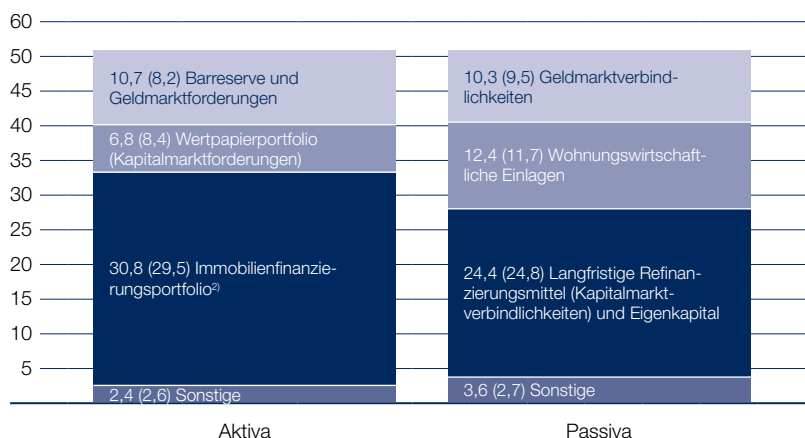 60
50
45
40
35
30
25
20
15
10
5
10,7 (8,2) Barreserve und
Geldmarktforderungen
6,8 (8,4) Wertpapierportfolio
(Kapitalmarktforderungen)
30,8 (29,5) Immobilienfinanzie-
rungsportfolio²⁾
2,4 (2,6) Sonstige
10,3 (9,5) Geldmarktverbind-
lichkeiten
12,4 (11,7) Wohnungswirtschaft-
liche Einlagen
24,4 (24,8) Langfristige Refinan-
zierungsmittel (Kapitalmarkt-
verbindlichkeiten) und Eigenkapital
3,6 (2,7) Sonstige
Aktiva
Passiva